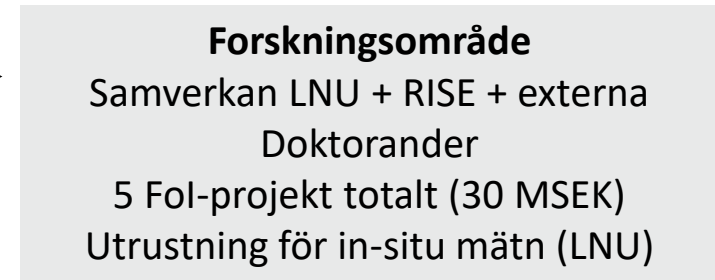 Forskningsområde
Samverkan LNU + RISE + externa
Doktorander
5 FoI-projekt totalt (30 MSEK)
Utrustning för in-situ mätn (LNU)